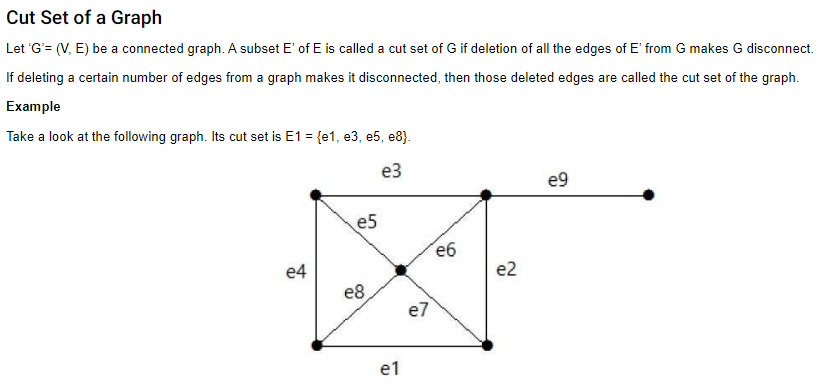 Cut Set of a Graph
Let 'G'= (V, E) be a connected graph. A subset E' of E is called a cut set of G if deletion of all the edges of E' from G makes G disconnect.
If deleting a certain number of edges from a graph makes it disconnected, then those deleted edges are called the cut set of the graph.
Example
Take a look at the following graph. Its cut set is E1 = {e1, e3, e5, e8}.
e3
e9
e5
e6
e4
e2
e8
e7
e1